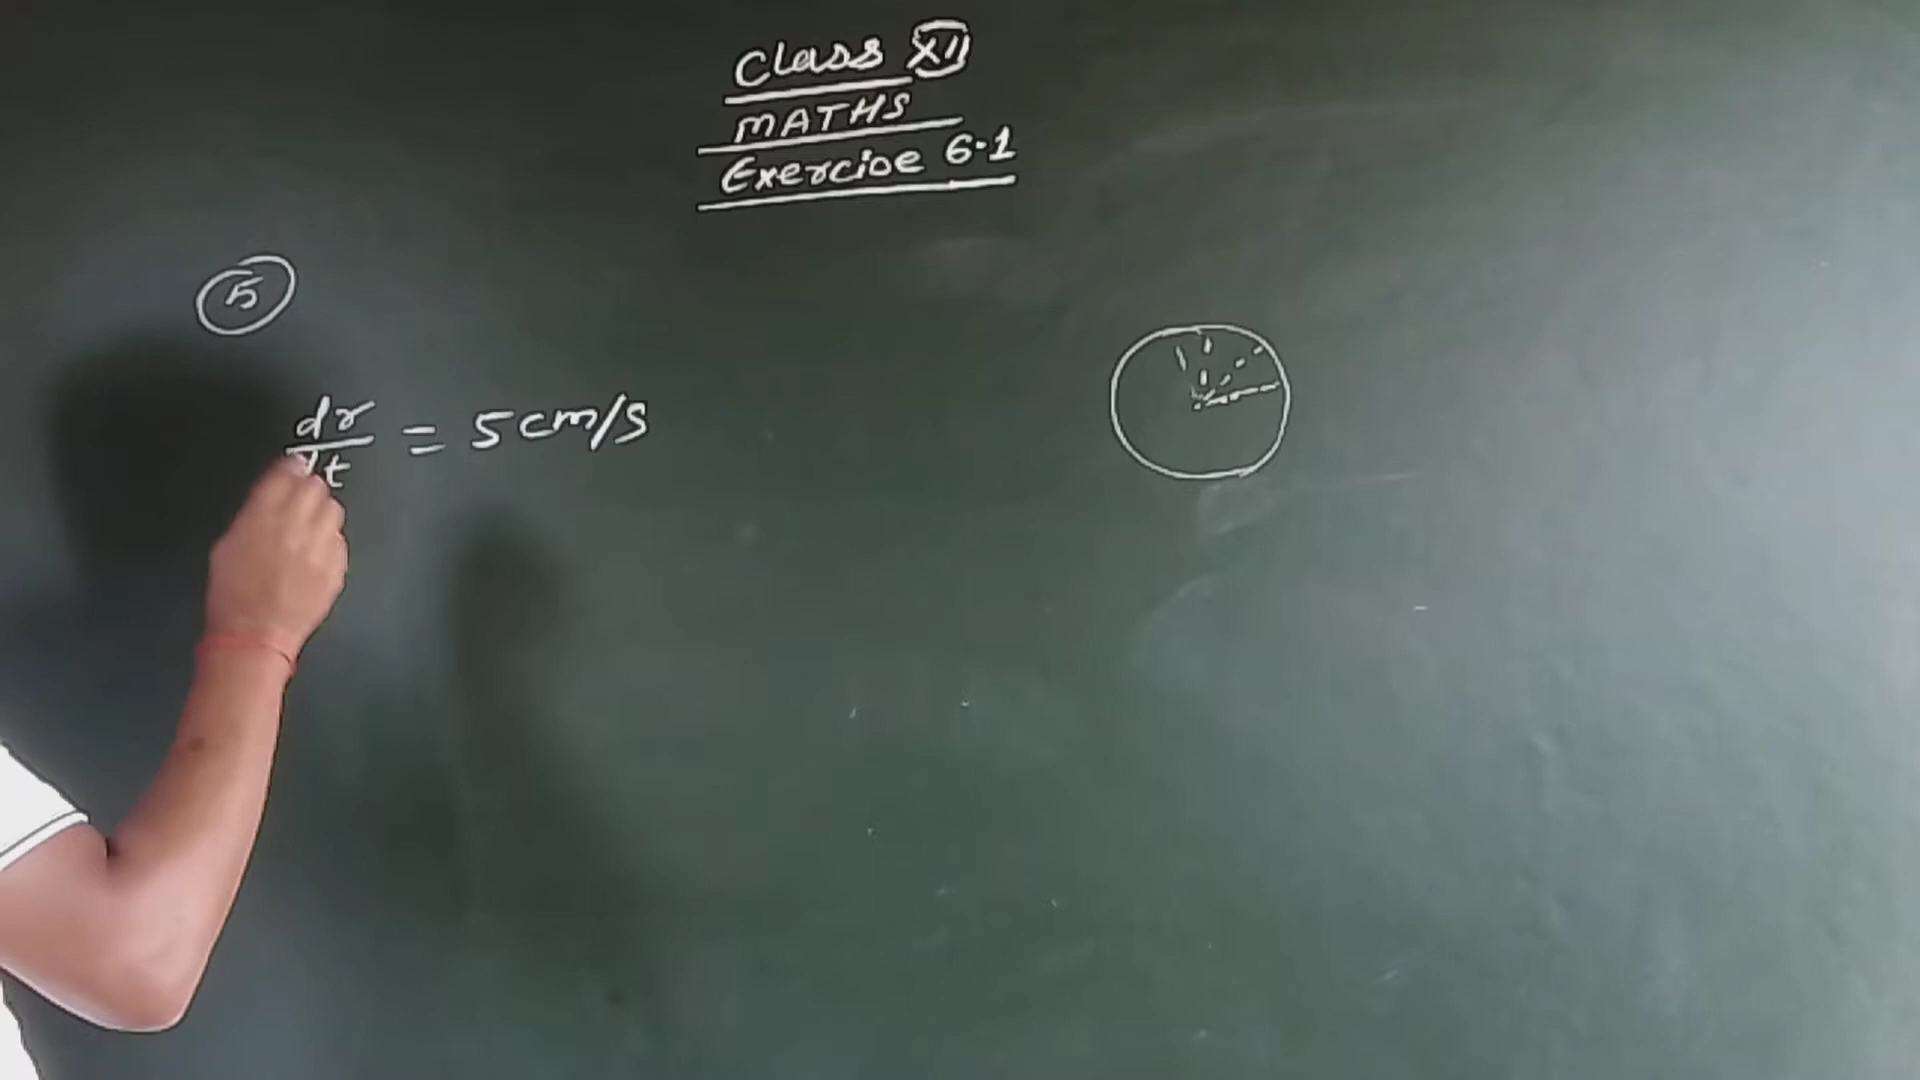 Class XII
MATHS
Exercise 6.1
5
dr/dt = 5cm/s